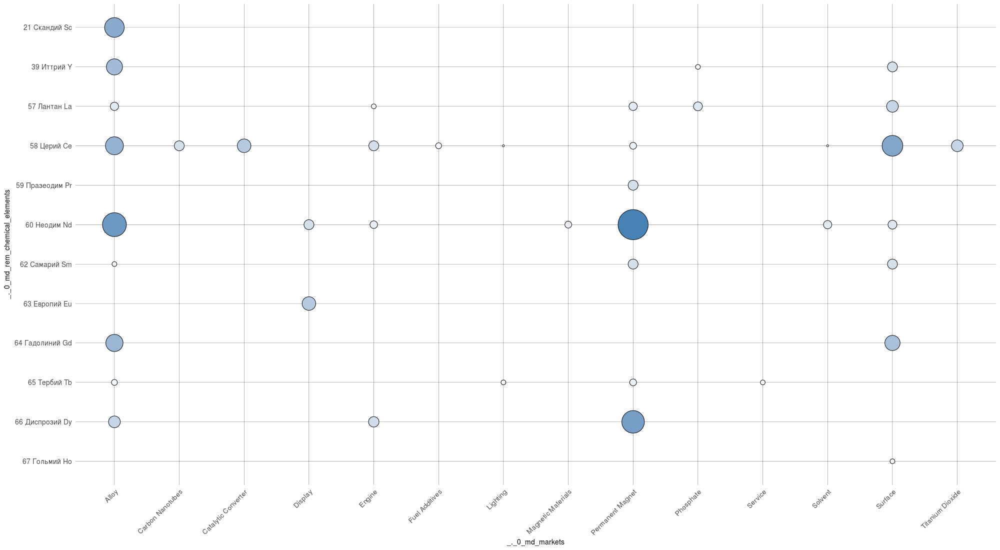 21 Скандий Sc
39 Иттрий Y
57 Лантан La
58 Церий Ce
59 Празеодим Pr
60 Неодим Nd
62 Самарий Sm
63 Европий Eu
64 Гадолиний Gd
65 Тербий Tb
66 Диспрозий Dy
67 Гольмий Ho
_._0_md_rem_chemical_elements
Alloy
Carbon Nanotubes
Catalytic Converter
Display
Engine
Fuel Additives
Lighting
Magnetic Materials
Permanent Magnet
Phosphate
Service
Solvent
Surface
Titanium Dioxide
_._0_md_markets